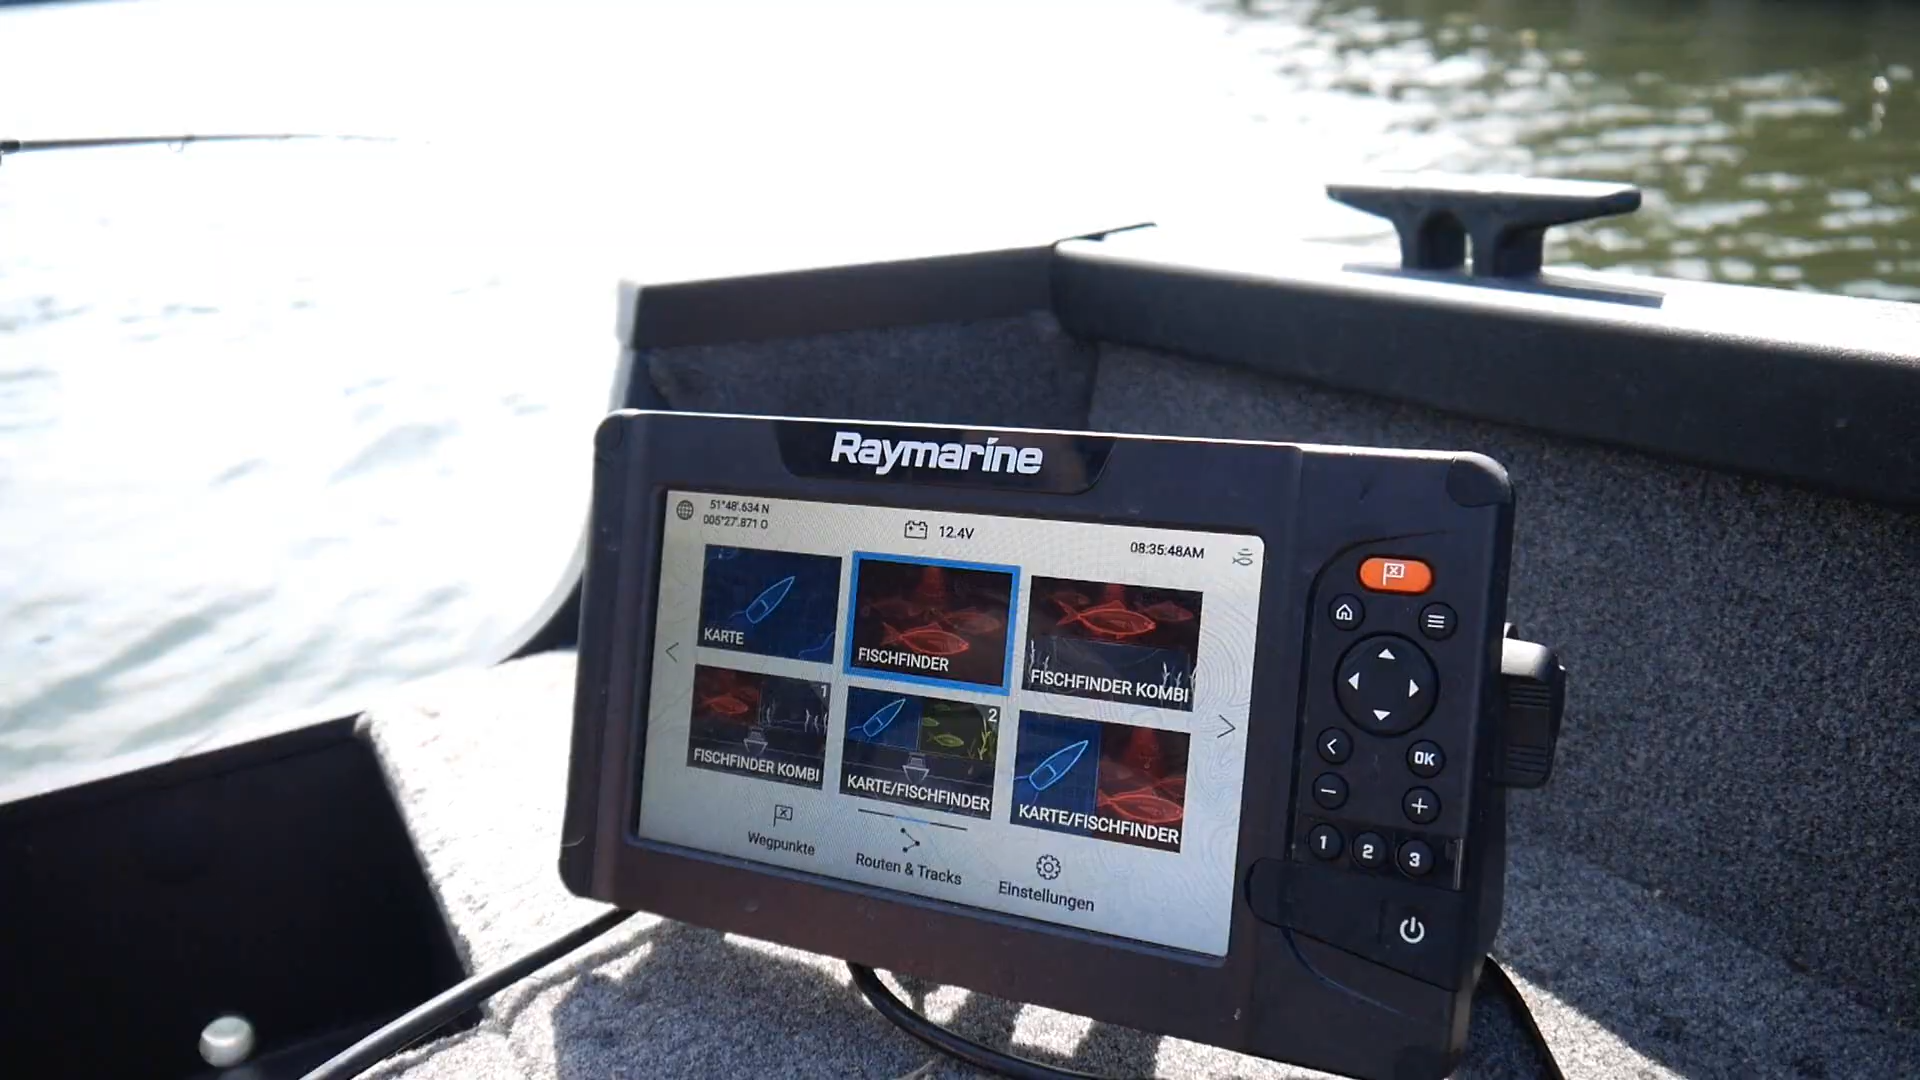 Raymarine
51°48'.634 N
005°27'.871 O
12.4V
08:35:48AM
KARTE
FISCHFINDER
FISCHFINDER KOMBI
1
FISCHFINDER KOMBI
2
KARTE/FISCHFINDER
KARTE/FISCHFINDER
Wegpunkte
Routen & Tracks
Einstellungen
OK
1 2 3